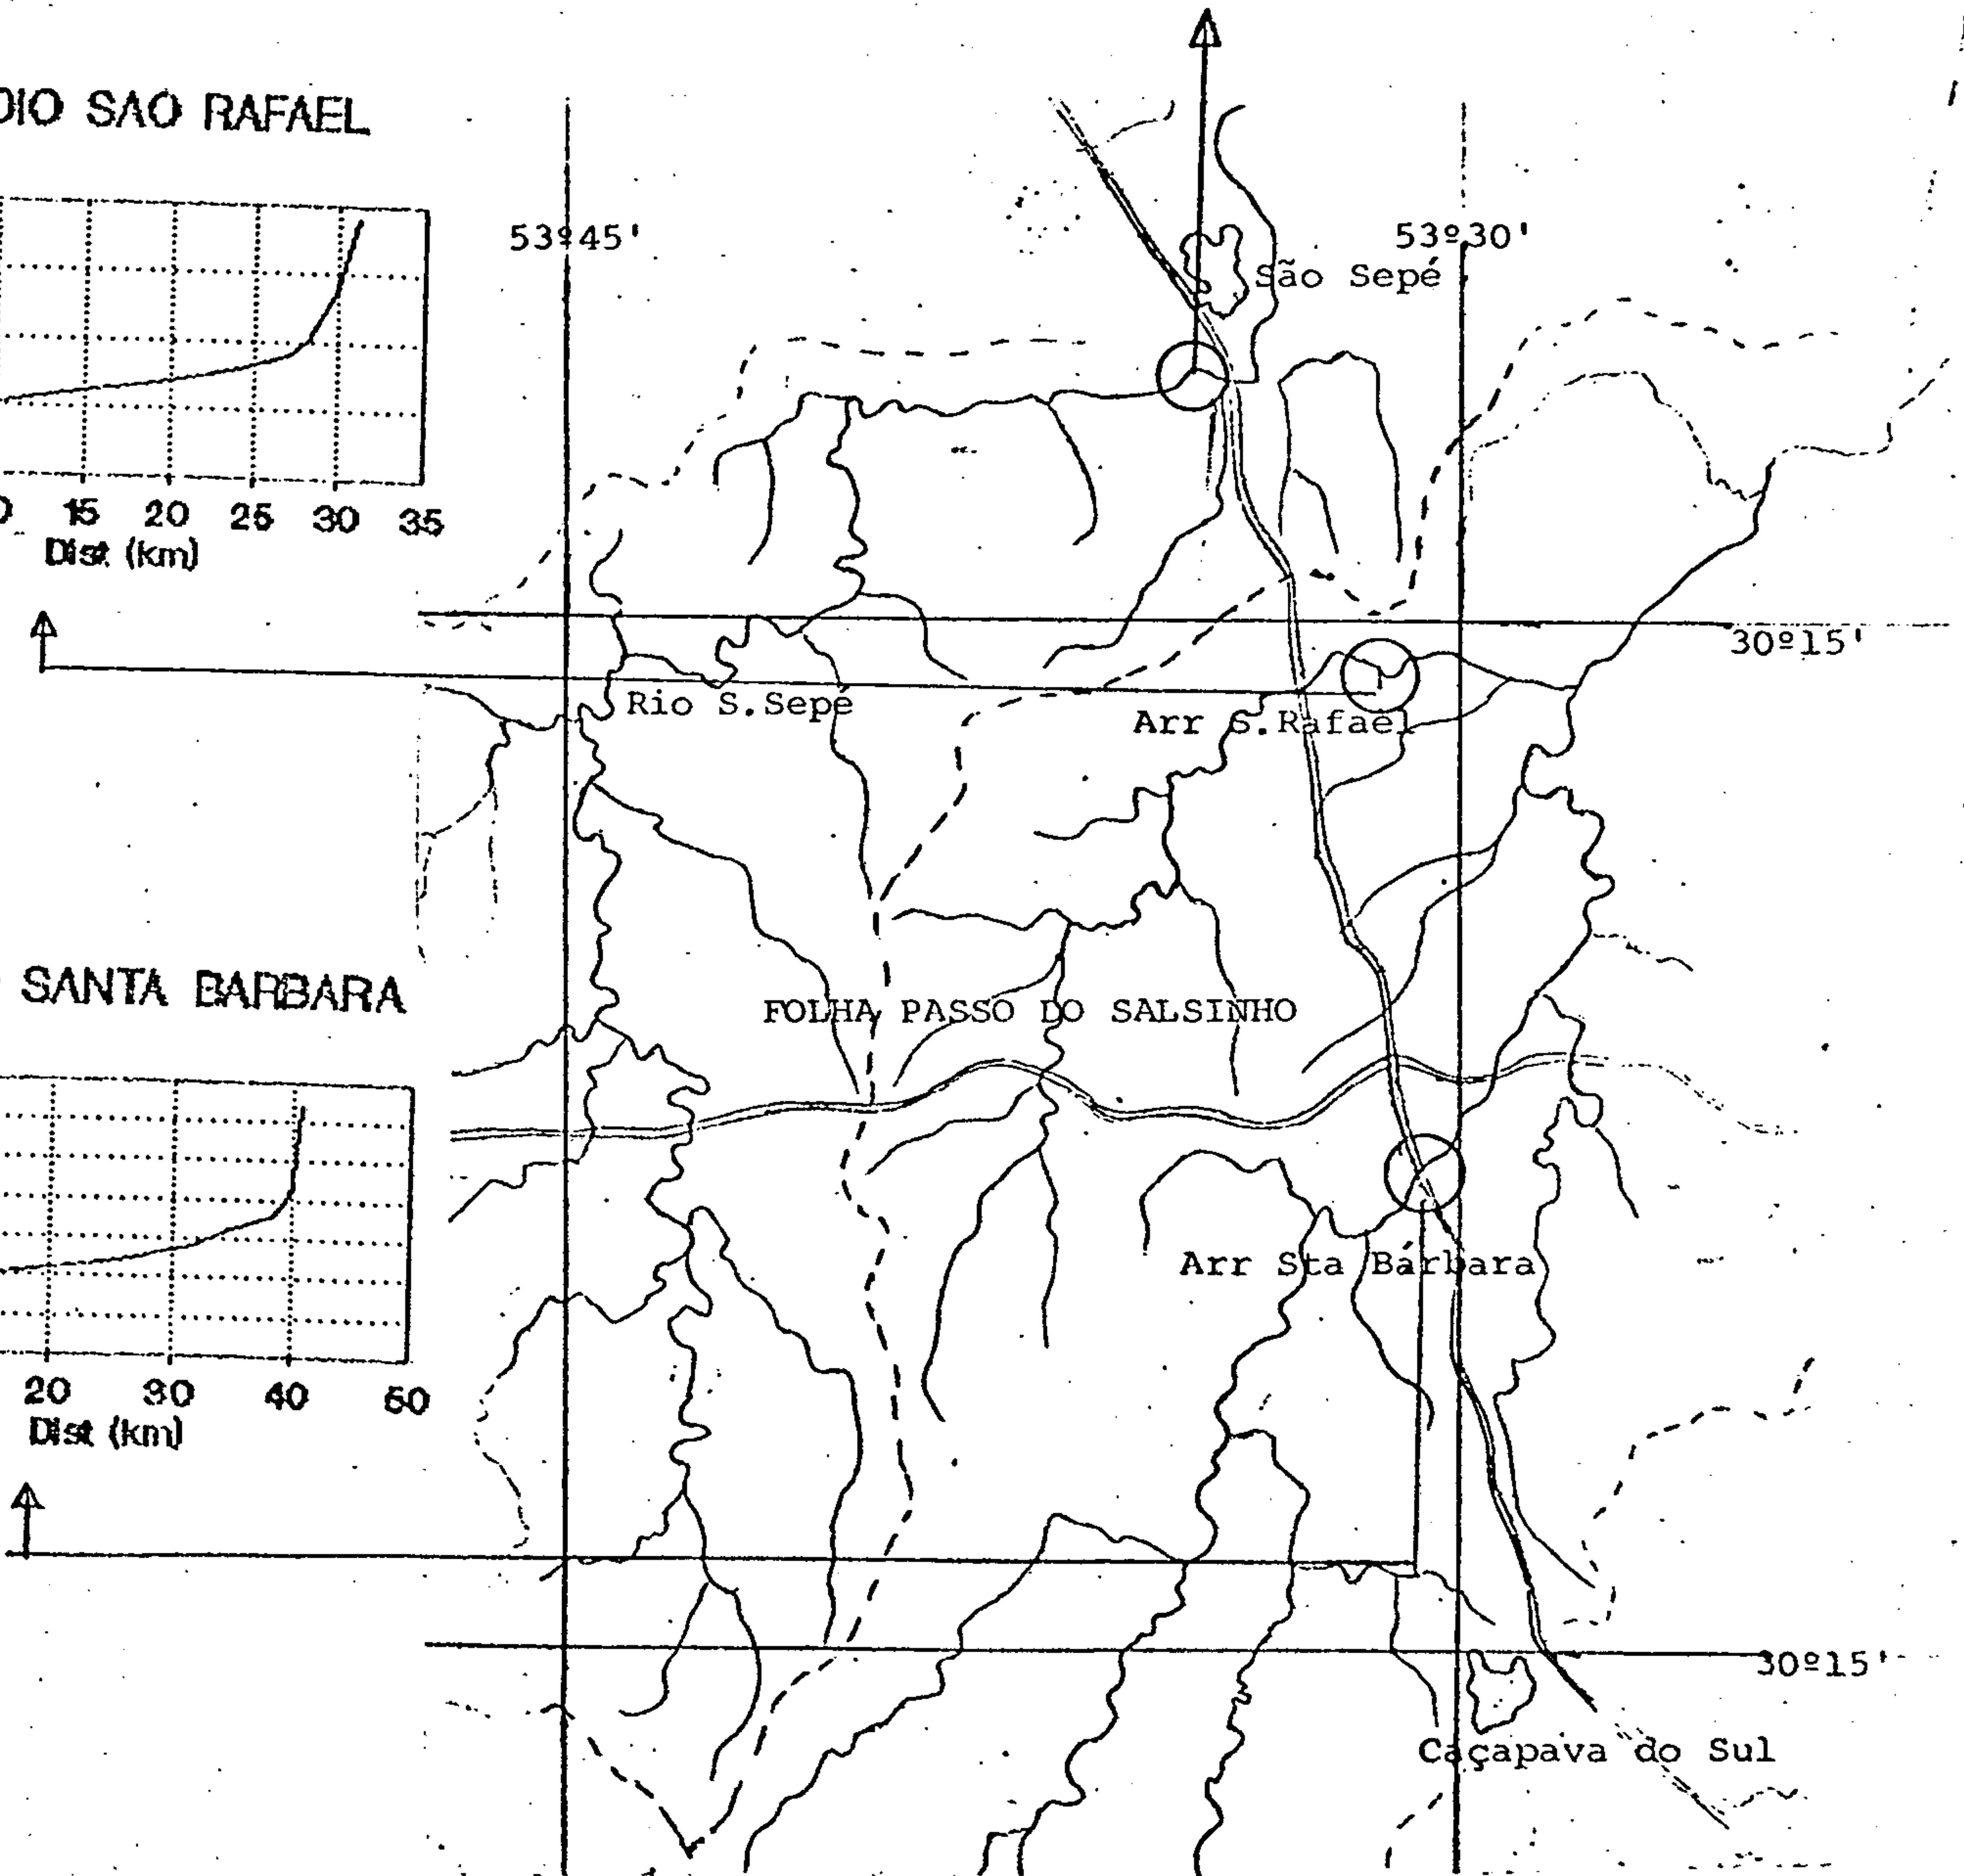 SAO RAFAEL
53º45'
53º30'
São Sepé
15 20 25 30 35
Dist (km)
30º15'
Rio S.Sepé
Arr S.Rafael
SANTA BARBARA
FOLHA PASSO DO SALSINHO
Arr Sta Bárbara
20 30 40 50
Dist (km)
30º15'
Caçapava do Sul